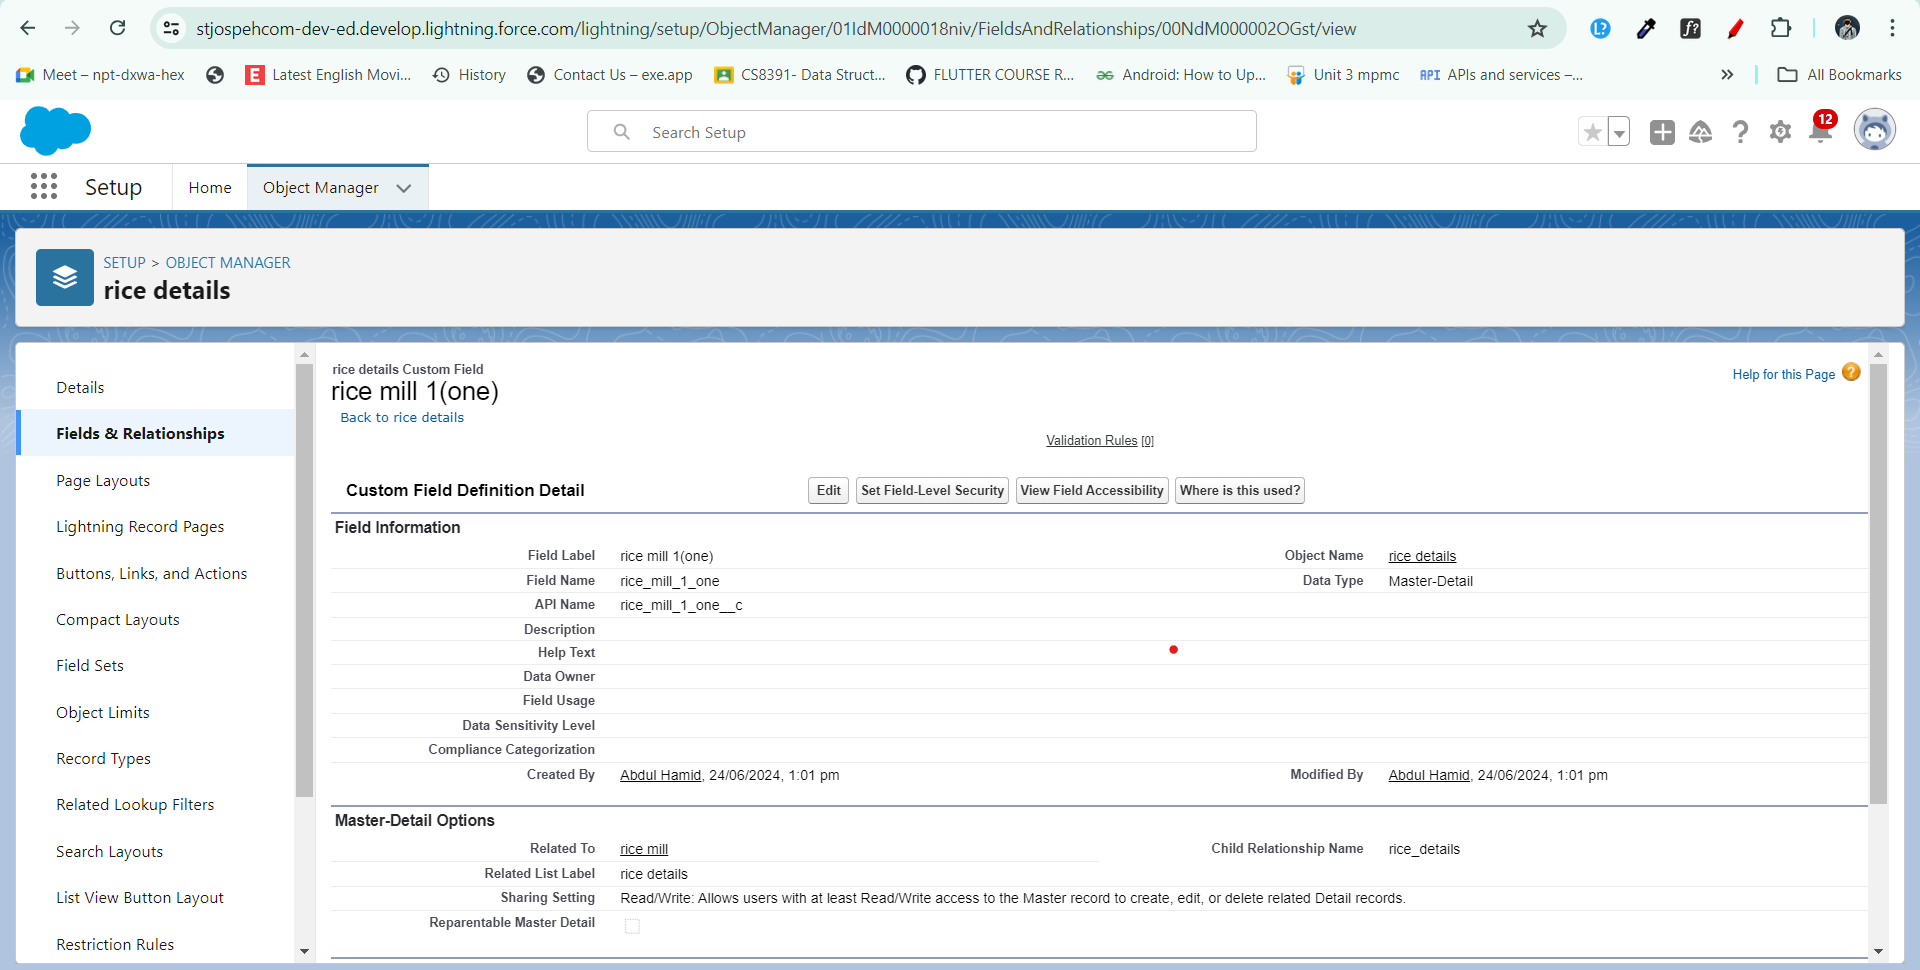 stjospehcom-dev-ed.develop.lightning.force.com/lightning/setup/ObjectManager/01IdM0000018niv/FieldsAndRelationships/00NdM000002OGst/view
Meet – npt-dxwa-hex
Latest English Movi...
History
Contact Us – exe.app
CS8391- Data Struct...
FLUTTER COURSE R...
Android: How to Up...
Unit 3 mpmc
API APIs and services –...
All Bookmarks
Search Setup
12
Setup
Home
Object Manager
SETUP > OBJECT MANAGER
rice details
Details
Fields & Relationships
Page Layouts
Lightning Record Pages
Buttons, Links, and Actions
Compact Layouts
Field Sets
Object Limits
Record Types
Related Lookup Filters
Search Layouts
List View Button Layout
Restriction Rules
rice details Custom Field
rice mill 1(one)
Back to rice details
Help for this Page
Validation Rules [0]
Custom Field Definition Detail
Edit
Set Field-Level Security
View Field Accessibility
Where is this used?
Field Information
Field Label rice mill 1(one) Object Name rice details
Field Name rice_mill_1_one Data Type Master-Detail
API Name rice_mill_1_one__c
Description
Help Text
Data Owner
Field Usage
Data Sensitivity Level
Compliance Categorization
Created By Abdul Hamid, 24/06/2024, 1:01 pm Modified By Abdul Hamid, 24/06/2024, 1:01 pm
Master-Detail Options
Related To rice mill Child Relationship Name rice_details
Related List Label rice details
Sharing Setting Read/Write: Allows users with at least Read/Write access to the Master record to create, edit, or delete related Detail records.
Reparentable Master Detail